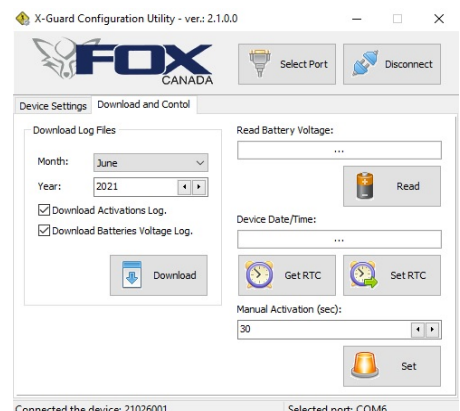 X-Guard Configuration Utility - ver.: 2.1.0.0
FOX
CANADA
Select Port
Disconnect
Device Settings
Download and Contol
Download Log Files
Month:
June
Year:
2021
Download Activations Log.
Download Batteries Voltage Log.
Download
Read Battery Voltage:
...
Read
Device Date/Time:
...
Get RTC
Set RTC
Manual Activation (sec):
30
Set
Connected the device: 21026001
Selected port: COM6